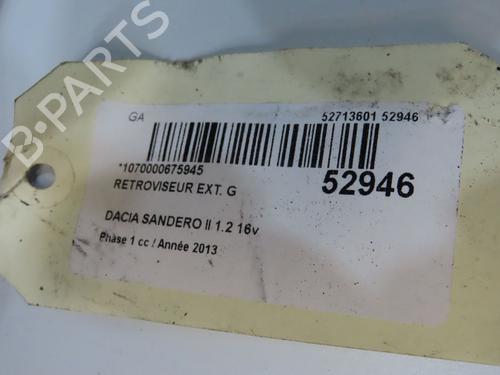 B-PARTS
GA
52713601 52946
*1070000675945
RETROVISEUR EXT. G
52946
DACIA SANDERO II 1.2 16v
Phase 1 cc / Année 2013